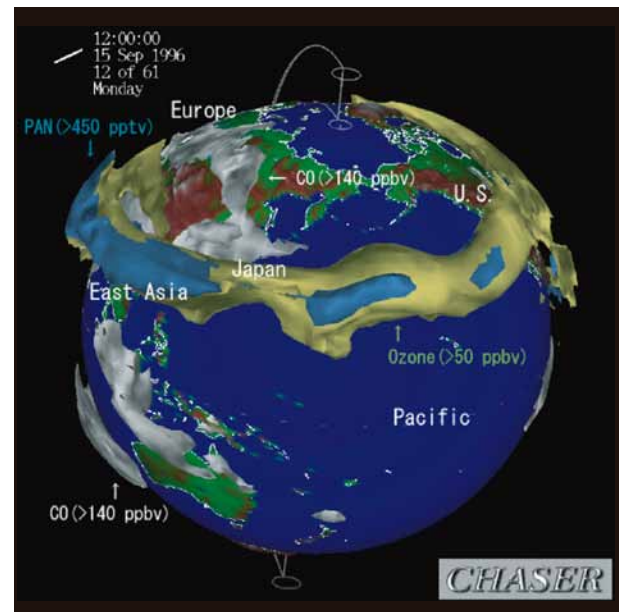 12:00:00
15 Sep 1996
12 of 61
Monday
Europe
PAN(>450 pptv)
CO(>140 ppbv)
U.S.
Japan
East Asia
Ozone(>50 ppbv)
Pacific
CO(>140 ppbv)
CHASER